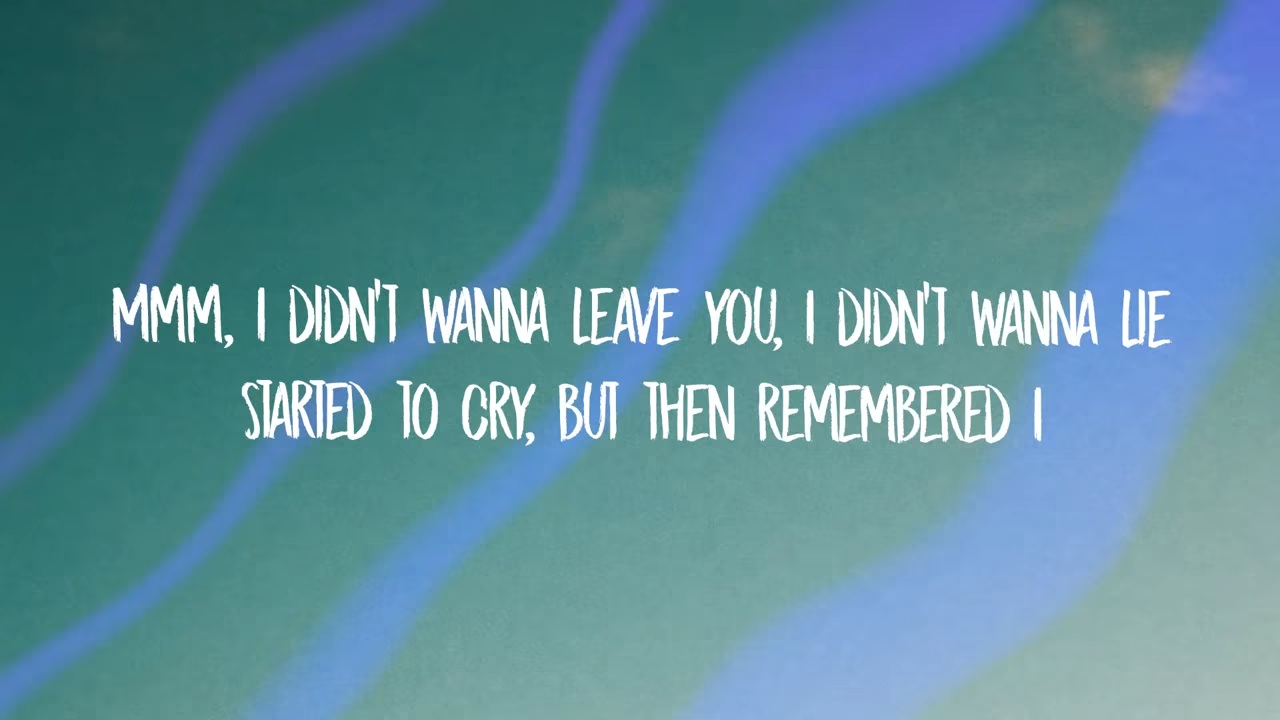 MMM, I DIDN'T WANNA LEAVE YOU, I DIDN'T WANNA LIE
STARTED TO CRY, BUT THEN REMEMBERED I